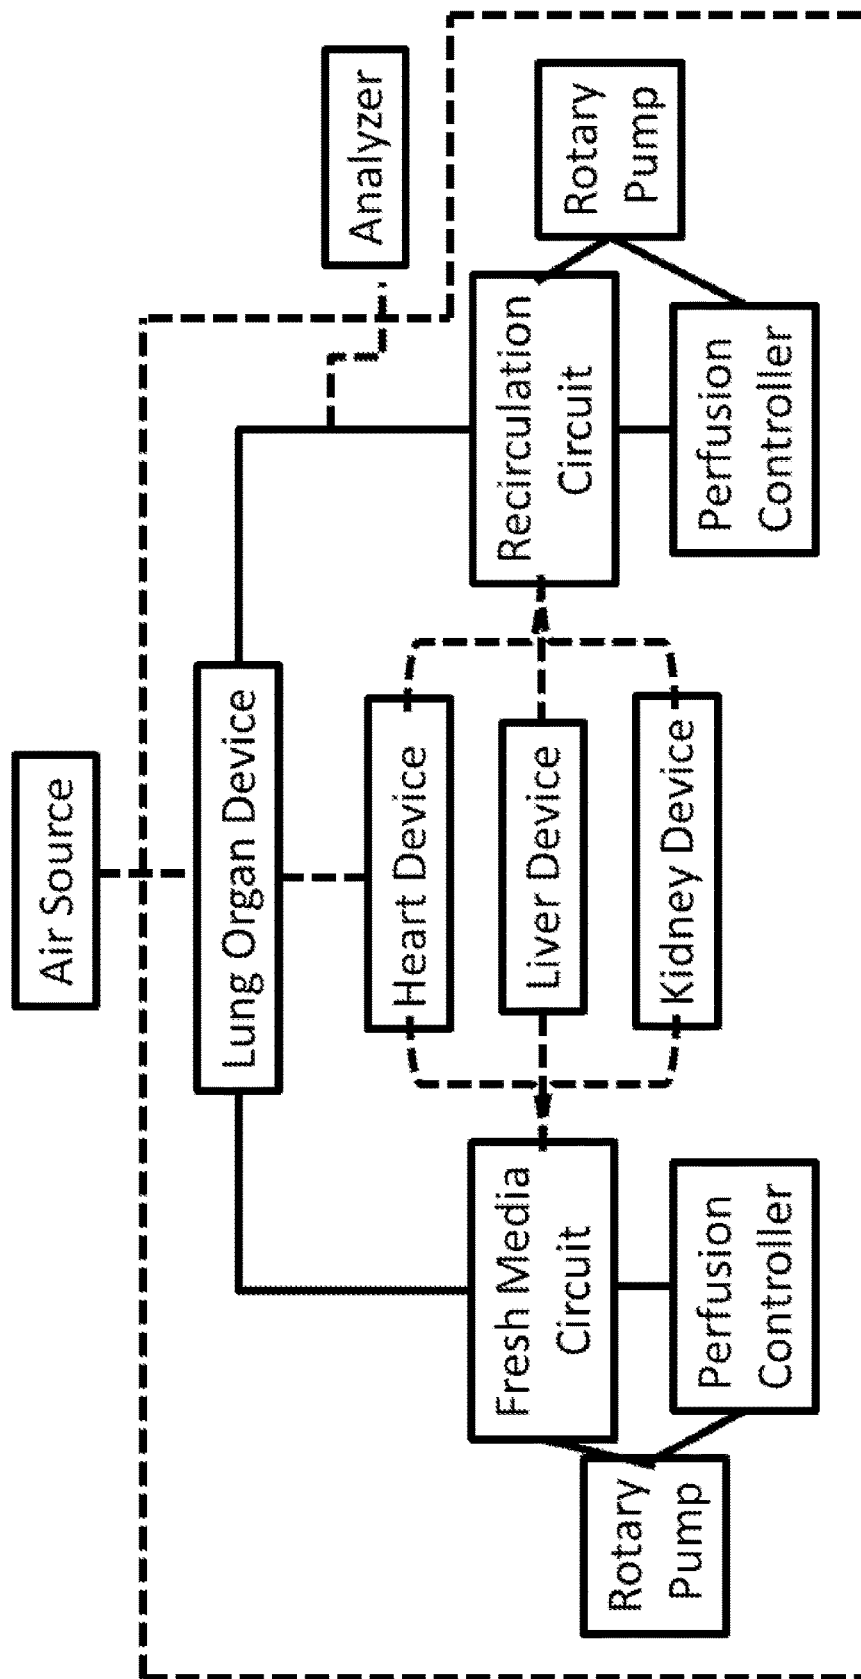 Air Source
Analyzer
Lung Organ Device
Heart Device
Liver Device
Kidney Device
Fresh Media
Circuit
Recirculation
Circuit
Rotary
Pump
Perfusion
Controller
Perfusion
Controller
Rotary
Pump